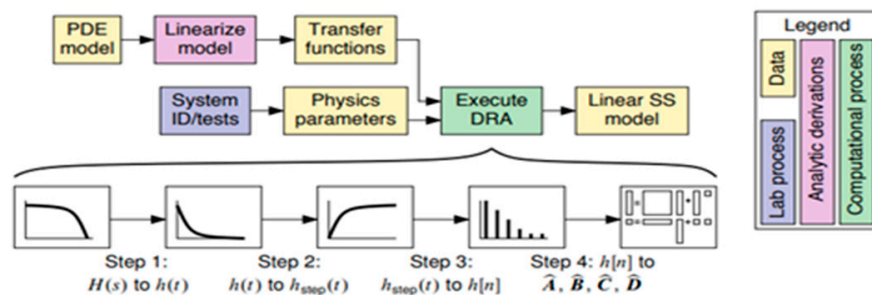 PDE
model
Linearize
model
Transfer
functions
System
ID/tests
Physics
parameters
Execute
DRA
Linear SS
model
Legend
Data
Lab process
Analytic derivations
Computational process
Step 1:
H(s) to h(t)
Step 2:
h(t) to h_step(t)
Step 3:
h_step(t) to h[n]
Step 4: h[n] to
Â, B̂, Ĉ, D̂